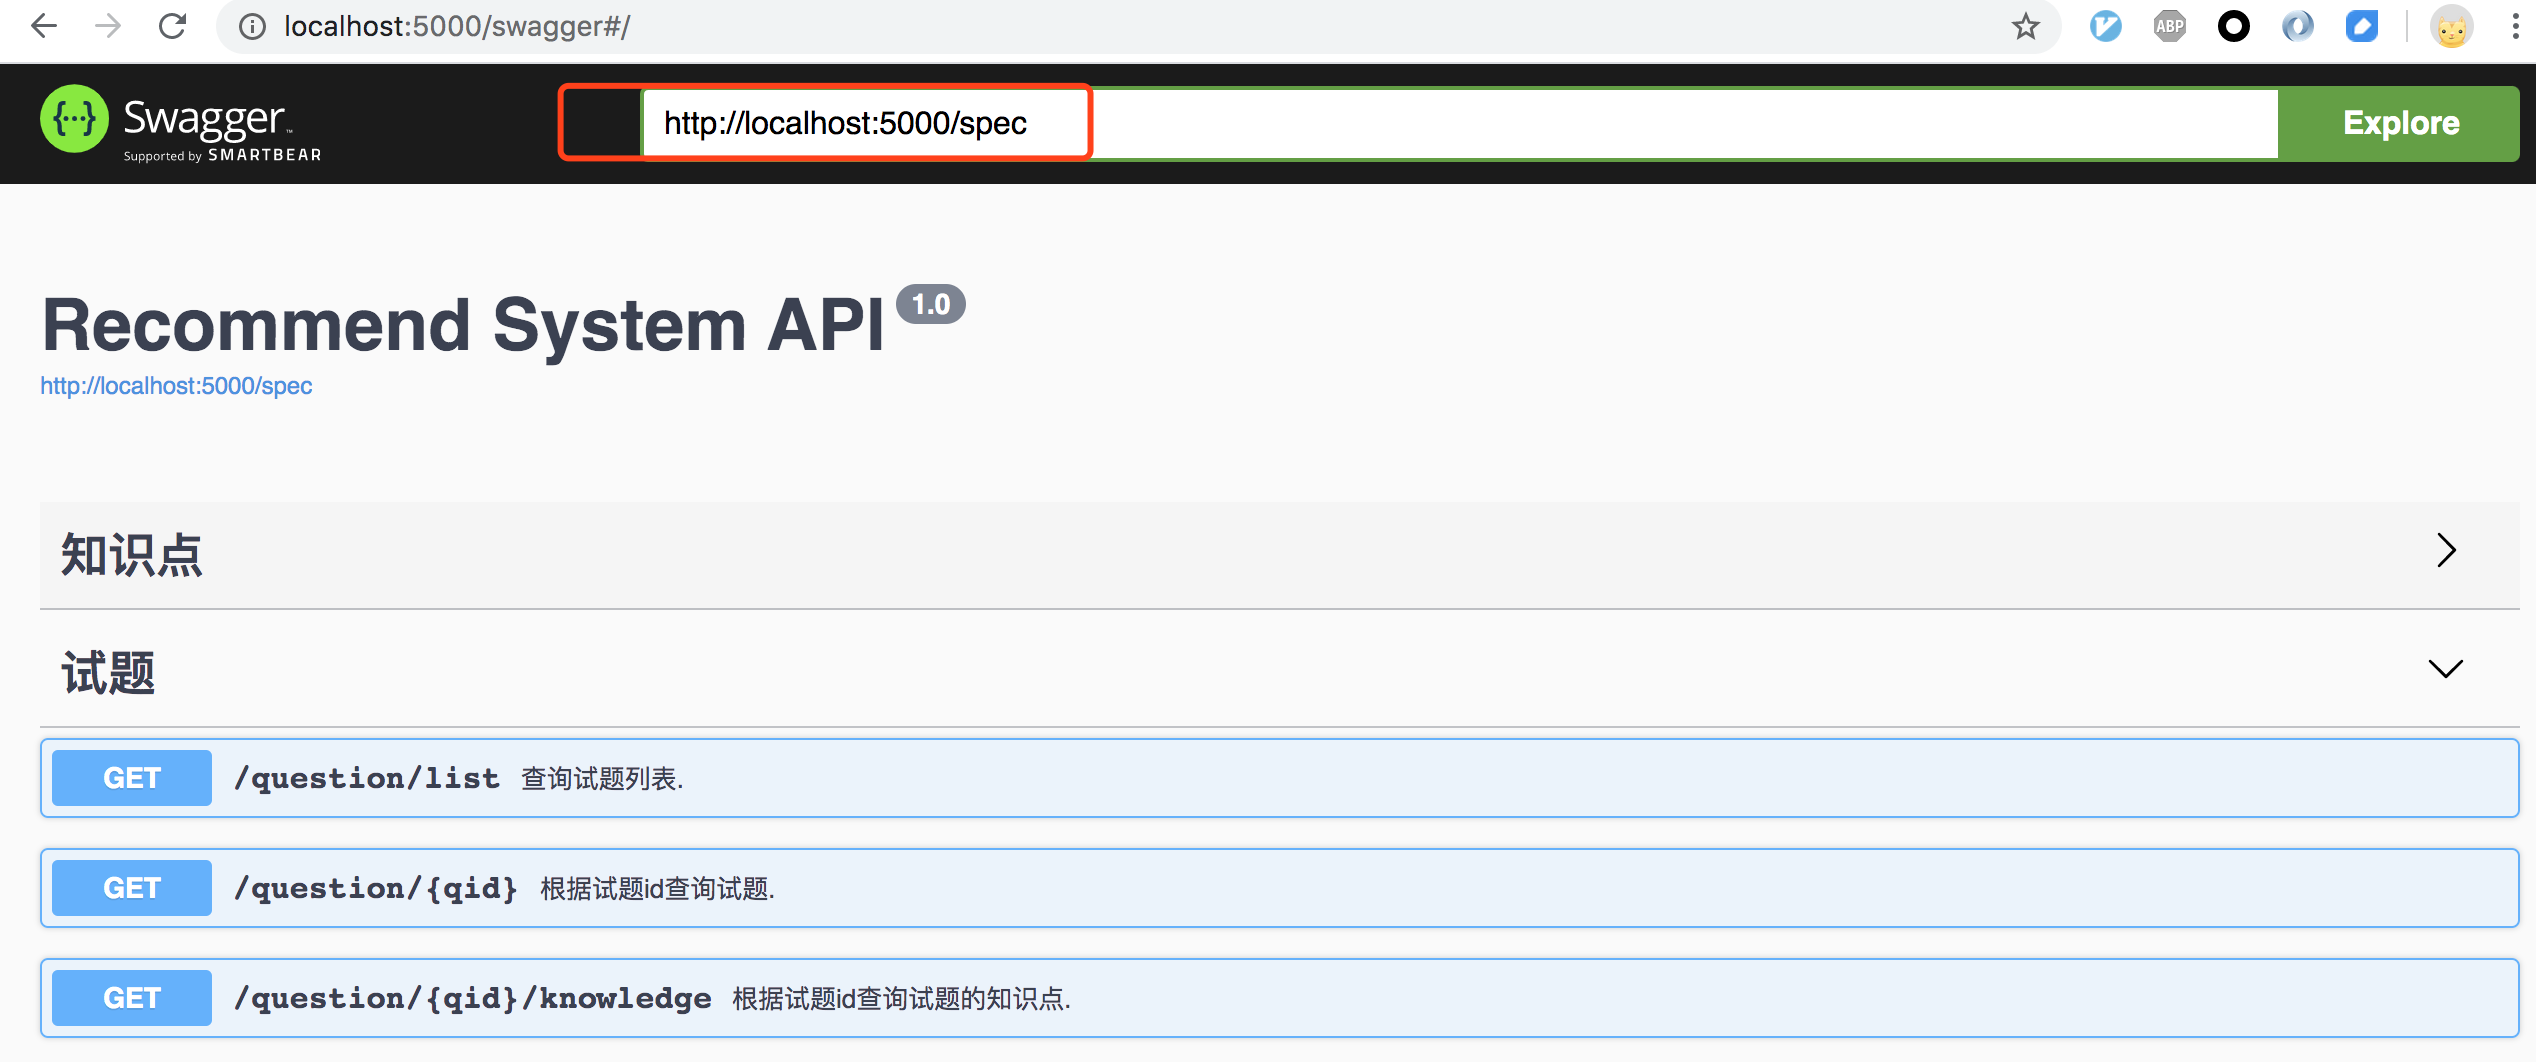 localhost:5000/swagger#/
ABP
Swagger™
Supported by SMARTBEAR
http://localhost:5000/spec
Explore
Recommend System API 1.0
http://localhost:5000/spec
知识点
试题
GET /question/list 查询试题列表.
GET /question/{qid} 根据试题id查询试题.
GET /question/{qid}/knowledge 根据试题id查询试题的知识点.